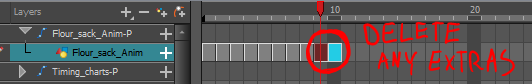 Layers
10
20
Flour_sack_Anim-P
Flour_sack_Anim
Timing_charts-P
DELETE
ANY EXTRAS